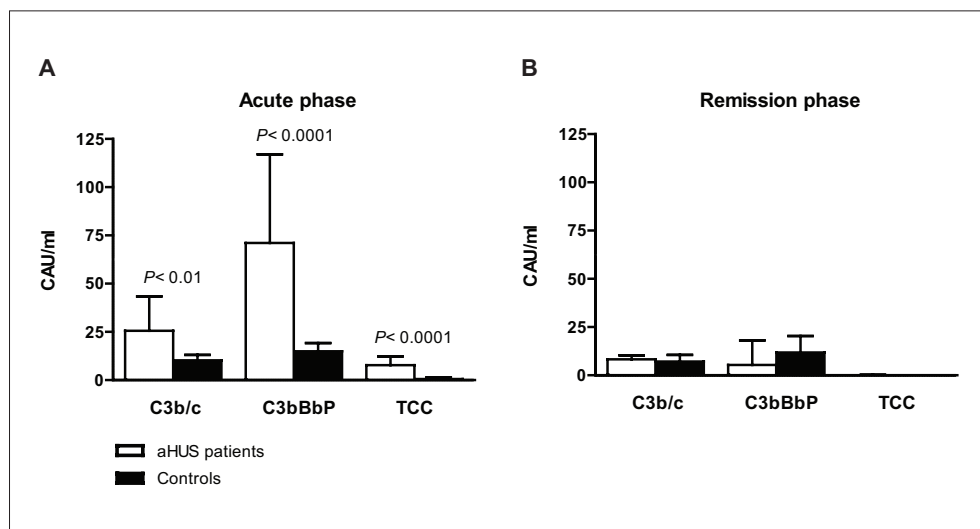 A
Acute phase
P< 0.0001
P< 0.01
P< 0.0001
125
100
75
50
25
0
CAU/ml
C3b/c C3bBbP TCC
aHUS patients
Controls
B
Remission phase
125
100
75
50
25
0
CAU/ml
C3b/c C3bBbP TCC